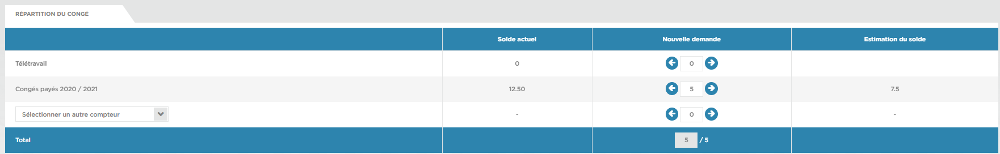 RÉPARTITION DU CONGÉ
Solde actuel Nouvelle demande Estimation du solde
Télétravail 0 0
Congés payés 2020 / 2021 12.50 5 7.5
Sélectionner un autre compteur - 0 -
Total 5 / 5